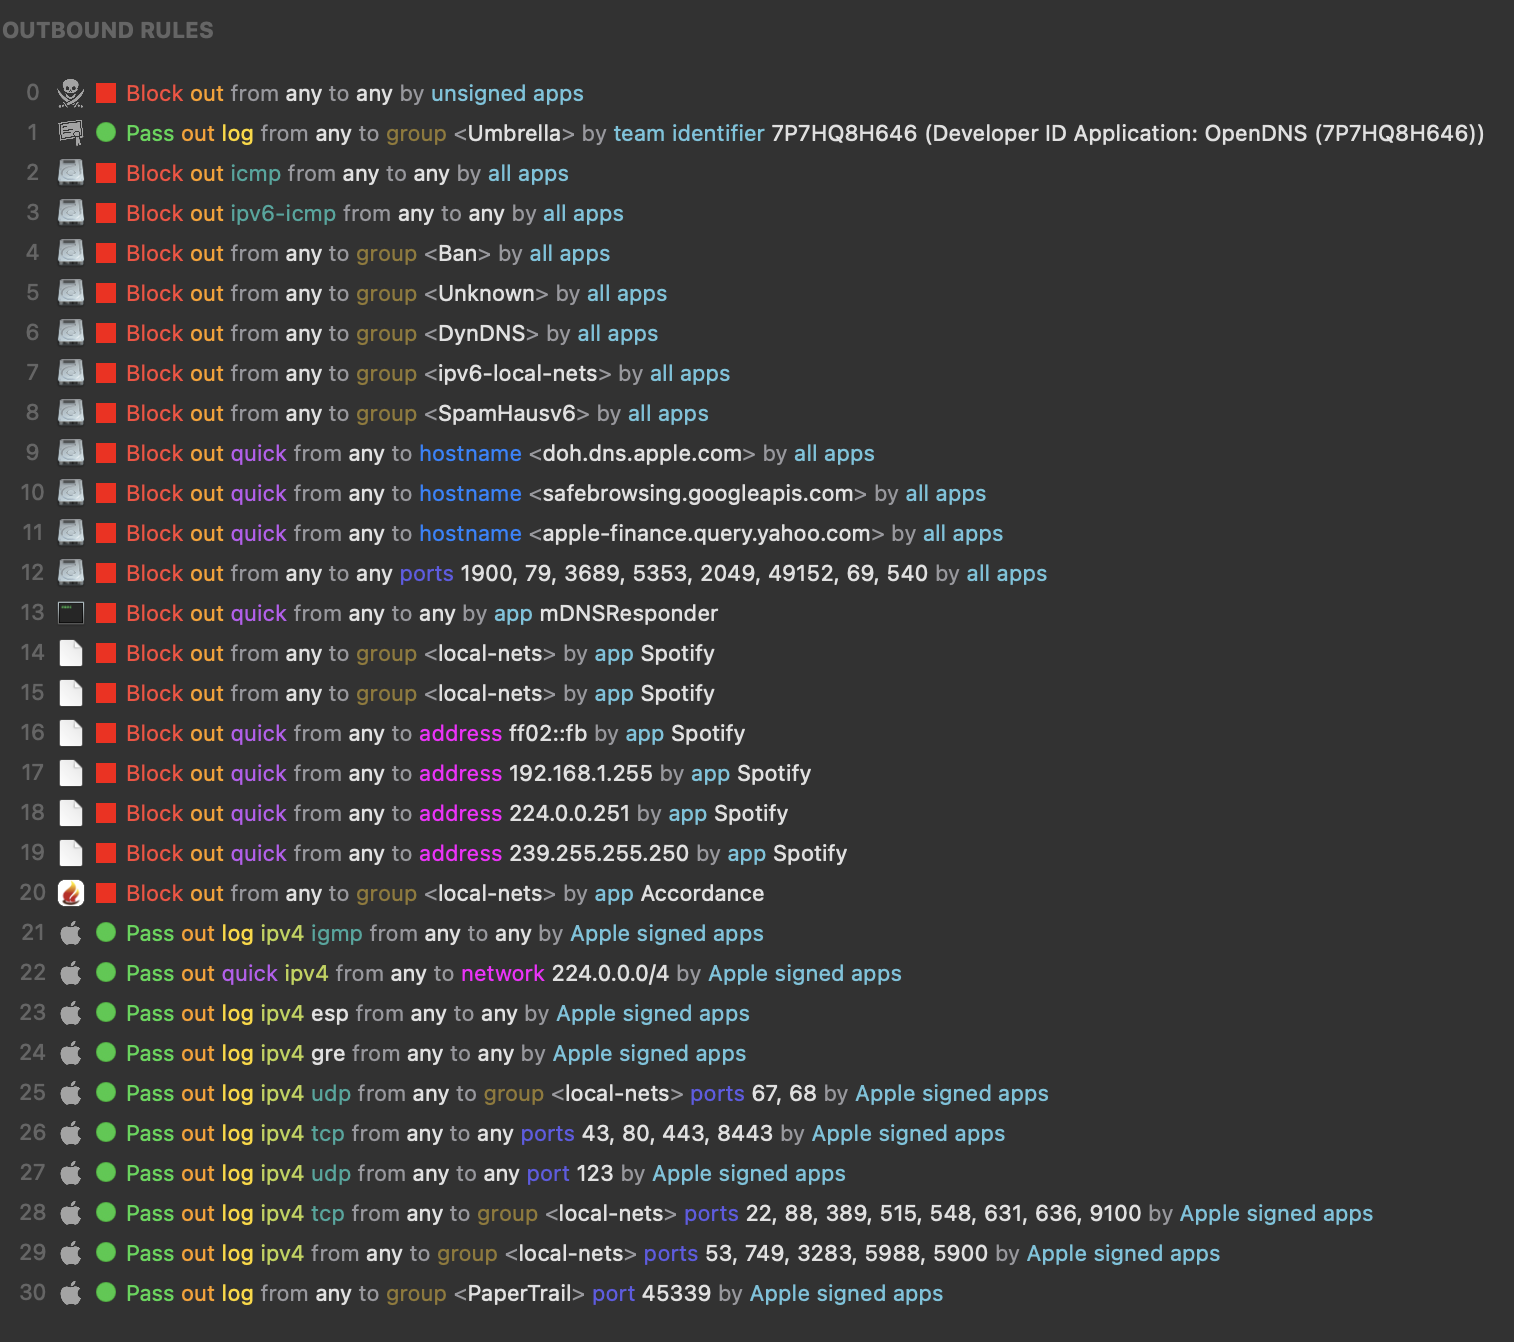 OUTBOUND RULES
0 Block out from any to any by unsigned apps
1 Pass out log from any to group <Umbrella> by team identifier 7P7HQ8H646 (Developer ID Application: OpenDNS (7P7HQ8H646))
2 Block out icmp from any to any by all apps
3 Block out ipv6-icmp from any to any by all apps
4 Block out from any to group <Ban> by all apps
5 Block out from any to group <Unknown> by all apps
6 Block out from any to group <DynDNS> by all apps
7 Block out from any to group <ipv6-local-nets> by all apps
8 Block out from any to group <SpamHausv6> by all apps
9 Block out quick from any to hostname <doh.dns.apple.com> by all apps
10 Block out quick from any to hostname <safebrowsing.googleapis.com> by all apps
11 Block out quick from any to hostname <apple-finance.query.yahoo.com> by all apps
12 Block out from any to any ports 1900, 79, 3689, 5353, 2049, 49152, 69, 540 by all apps
13 Block out quick from any to any by app mDNSResponder
14 Block out from any to group <local-nets> by app Spotify
15 Block out from any to group <local-nets> by app Spotify
16 Block out quick from any to address ff02::fb by app Spotify
17 Block out quick from any to address 192.168.1.255 by app Spotify
18 Block out quick from any to address 224.0.0.251 by app Spotify
19 Block out quick from any to address 239.255.255.250 by app Spotify
20 Block out from any to group <local-nets> by app Accordance
21 Pass out log ipv4 igmp from any to any by Apple signed apps
22 Pass out quick ipv4 from any to network 224.0.0.0/4 by Apple signed apps
23 Pass out log ipv4 esp from any to any by Apple signed apps
24 Pass out log ipv4 gre from any to any by Apple signed apps
25 Pass out log ipv4 udp from any to group <local-nets> ports 67, 68 by Apple signed apps
26 Pass out log ipv4 tcp from any to any ports 43, 80, 443, 8443 by Apple signed apps
27 Pass out log ipv4 udp from any to any port 123 by Apple signed apps
28 Pass out log ipv4 tcp from any to group <local-nets> ports 22, 88, 389, 515, 548, 631, 636, 9100 by Apple signed apps
29 Pass out log ipv4 from any to group <local-nets> ports 53, 749, 3283, 5988, 5900 by Apple signed apps
30 Pass out log from any to group <PaperTrail> port 45339 by Apple signed apps